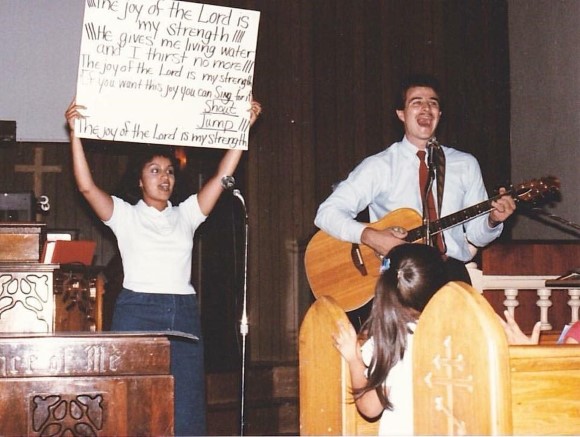 The joy of the Lord is
my strength
He gives me living water
and I thirst no more
The joy of the Lord is my strength
If you want this joy you can Sing for it
Shout
Jump
The joy of the Lord is my strength
of Me